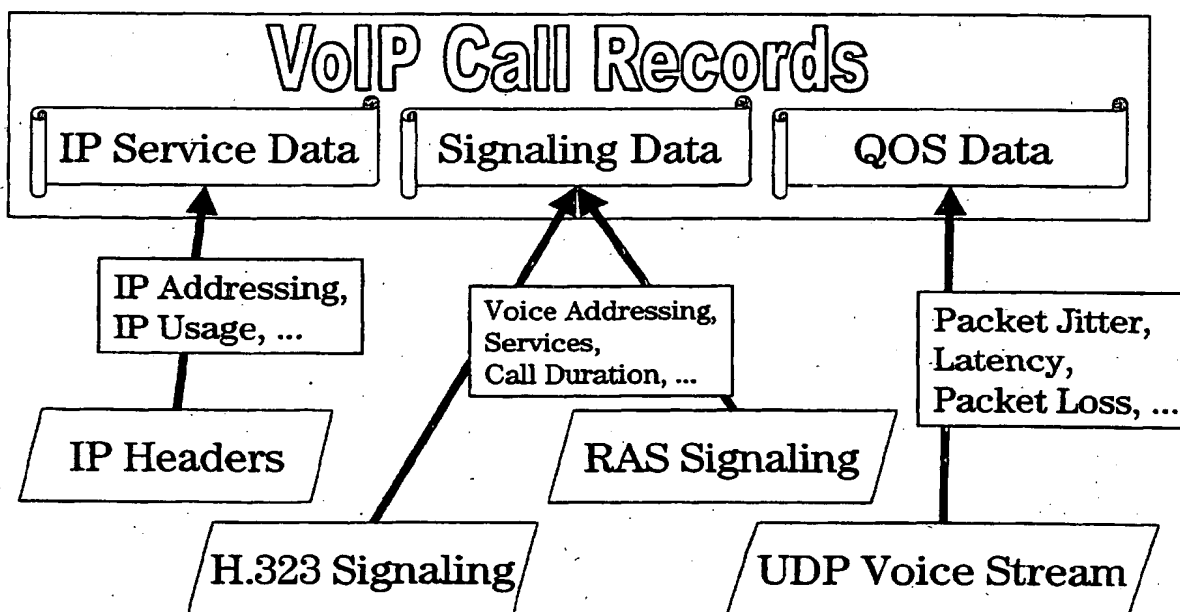 VoIP Call Records
IP Service Data
Signaling Data
QOS Data
IP Addressing,
IP Usage, ...
Voice Addressing,
Services,
Call Duration, ...
Packet Jitter,
Latency,
Packet Loss, ...
IP Headers
RAS Signaling
H.323 Signaling
UDP Voice Stream